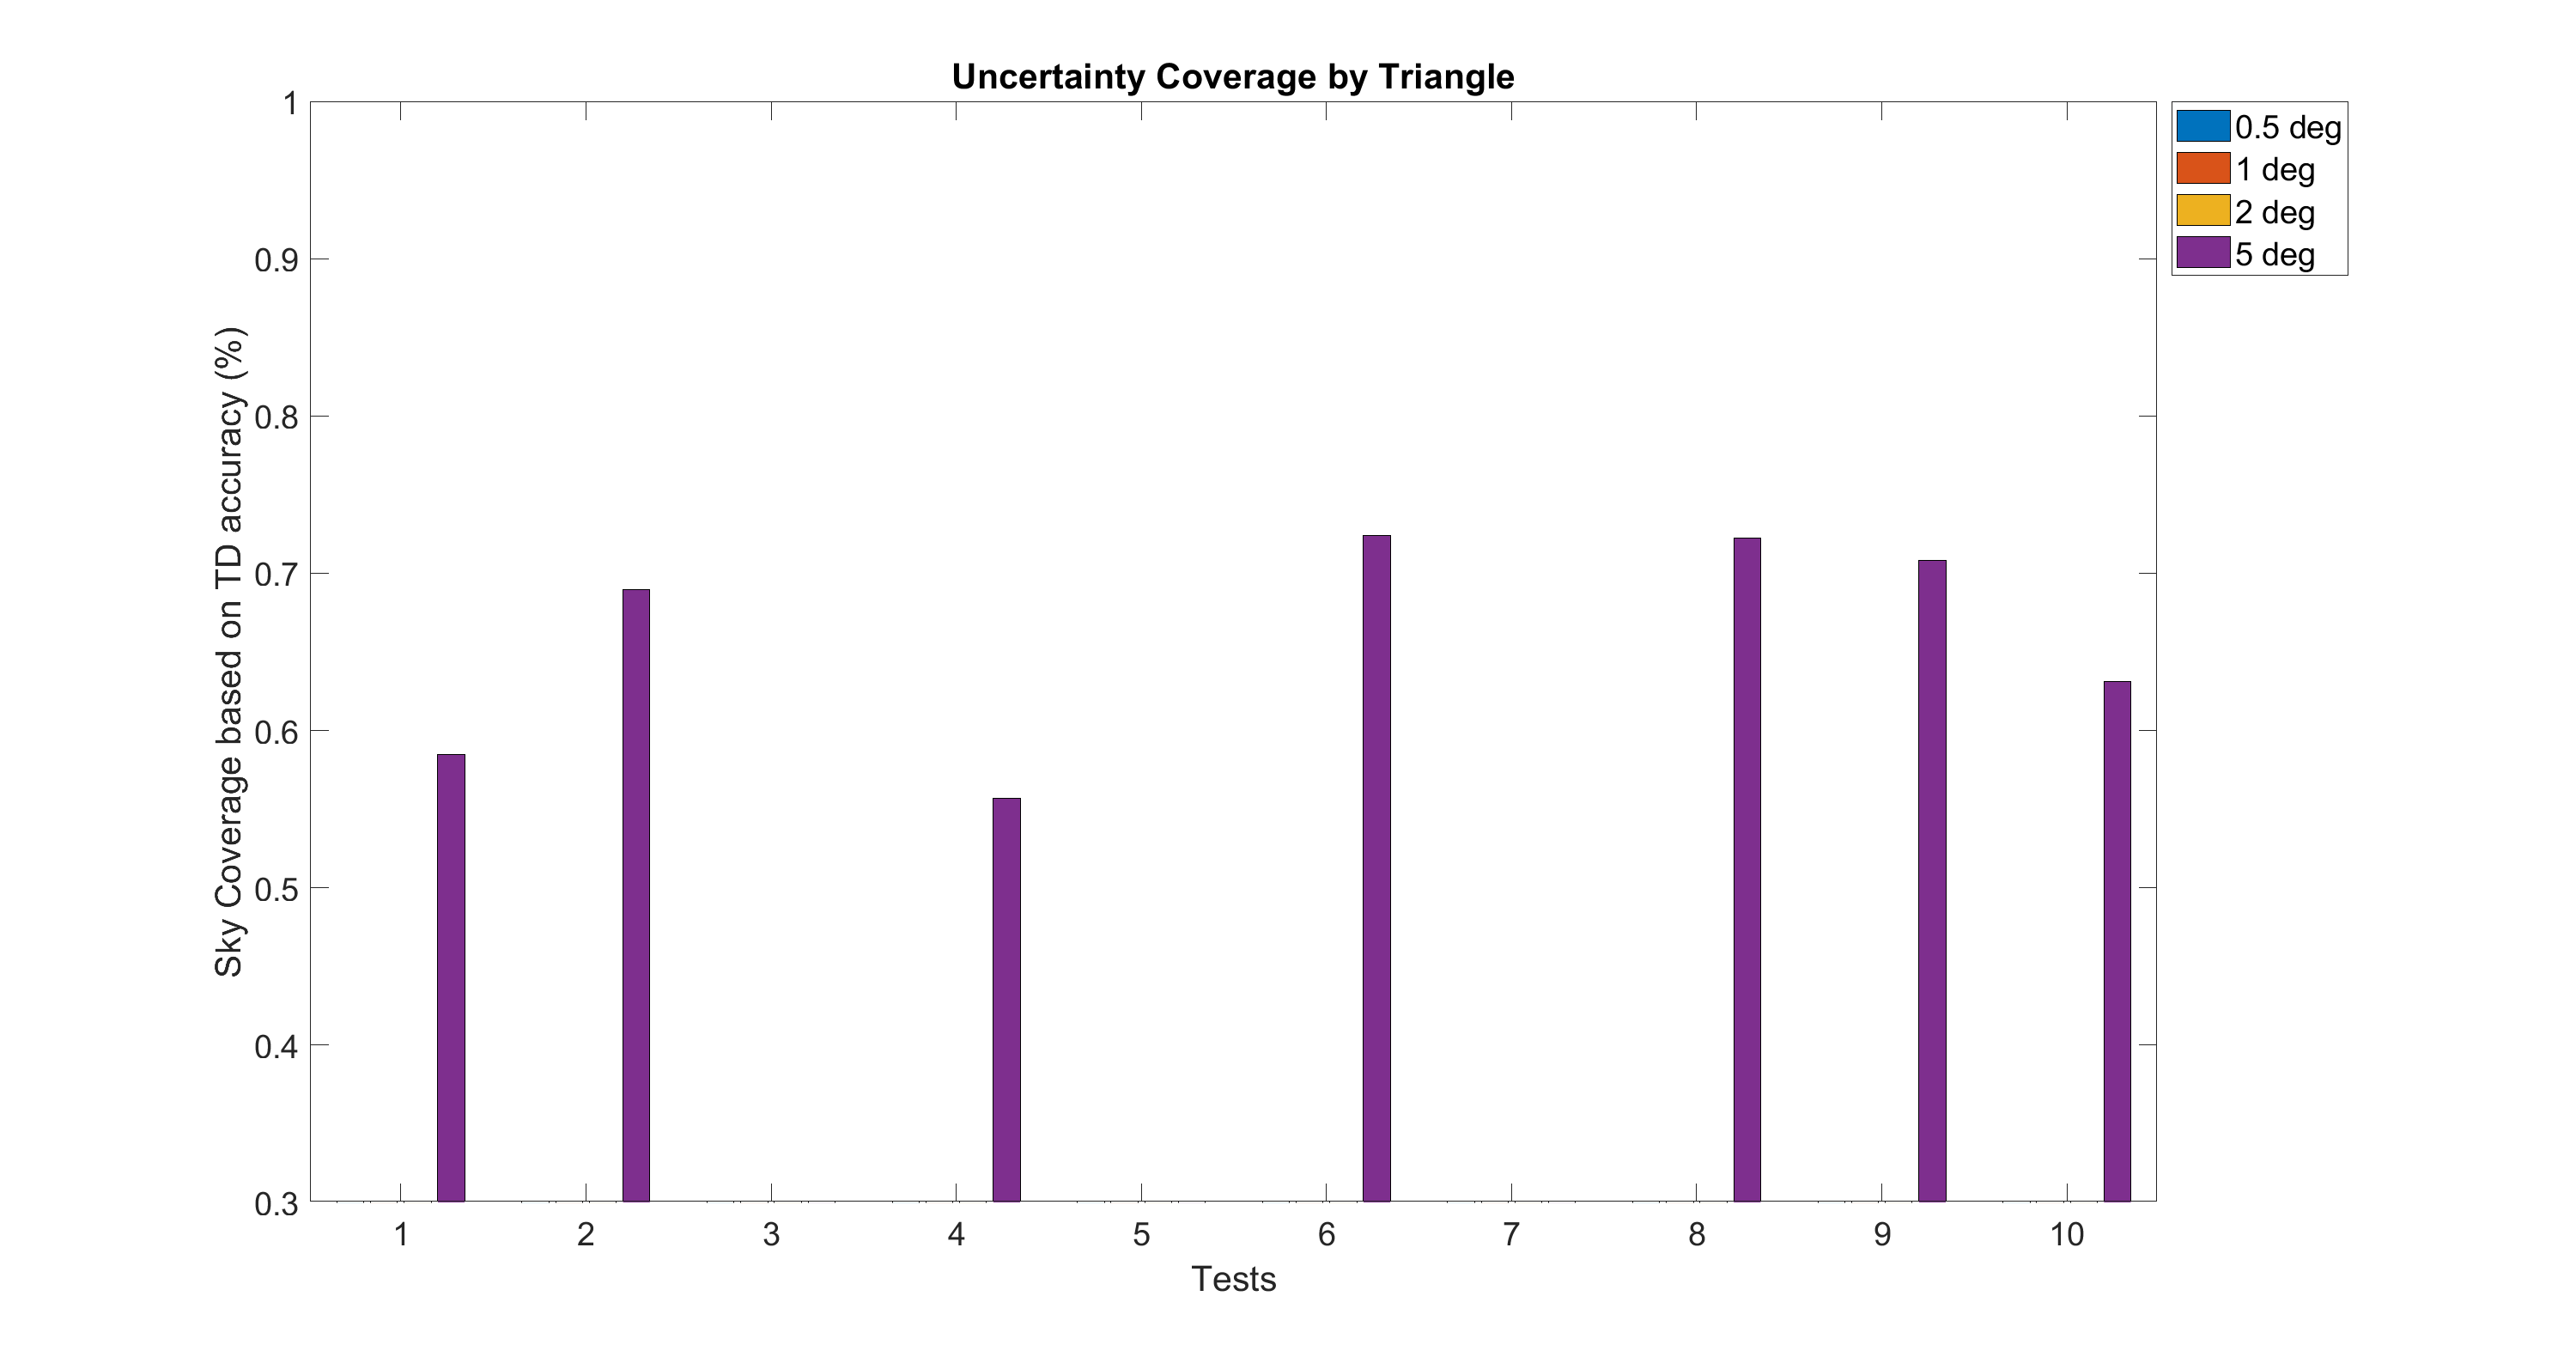 Uncertainty Coverage by Triangle
1
0.9
0.8
0.7
0.6
0.5
0.4
0.3
Sky Coverage based on TD accuracy (%)
1 2 3 4 5 6 7 8 9 10
Tests
0.5 deg
1 deg
2 deg
5 deg